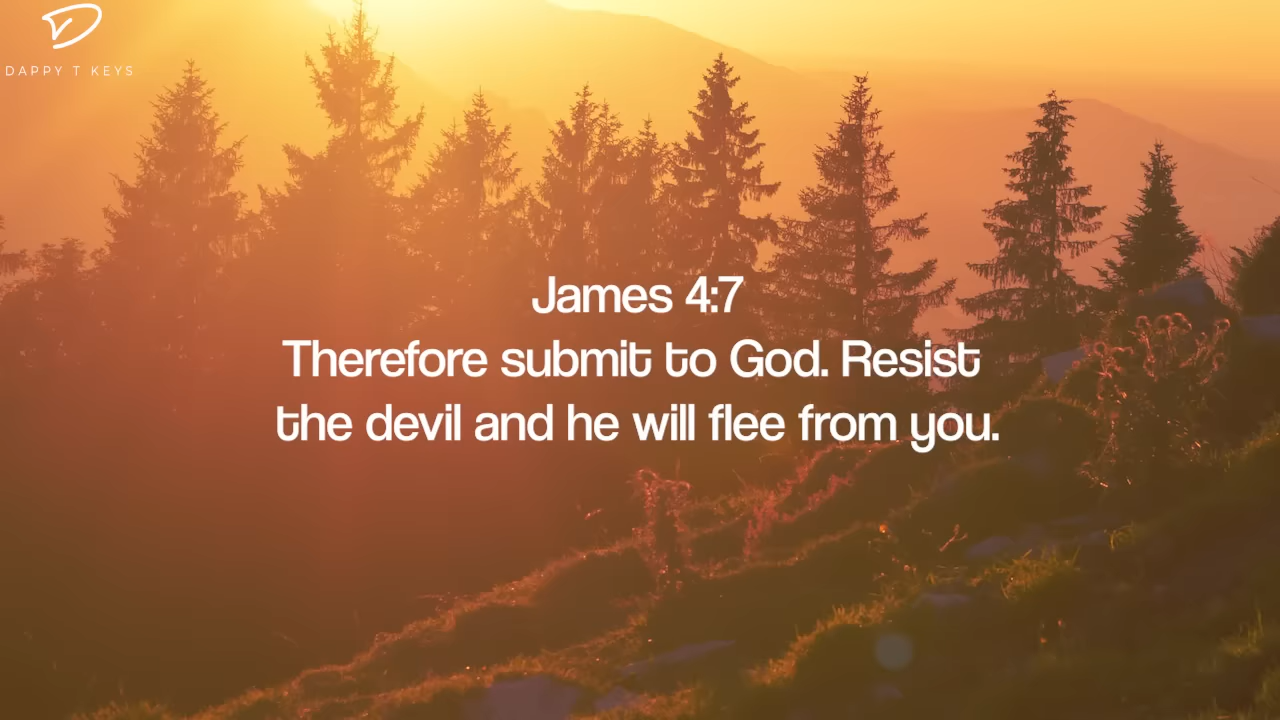 DAPPY T KEYS
James 4:7
Therefore submit to God. Resist
the devil and he will flee from you.